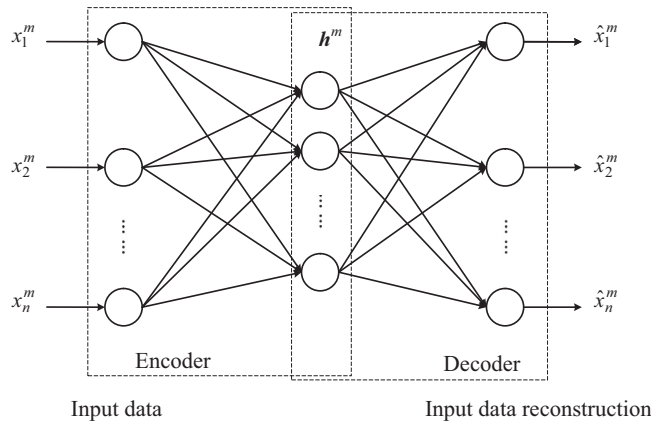 x_1^m
h^m
x̂_1^m
x_2^m
x̂_2^m
......
......
......
x_n^m
x̂_n^m
Encoder
Decoder
Input data
Input data reconstruction